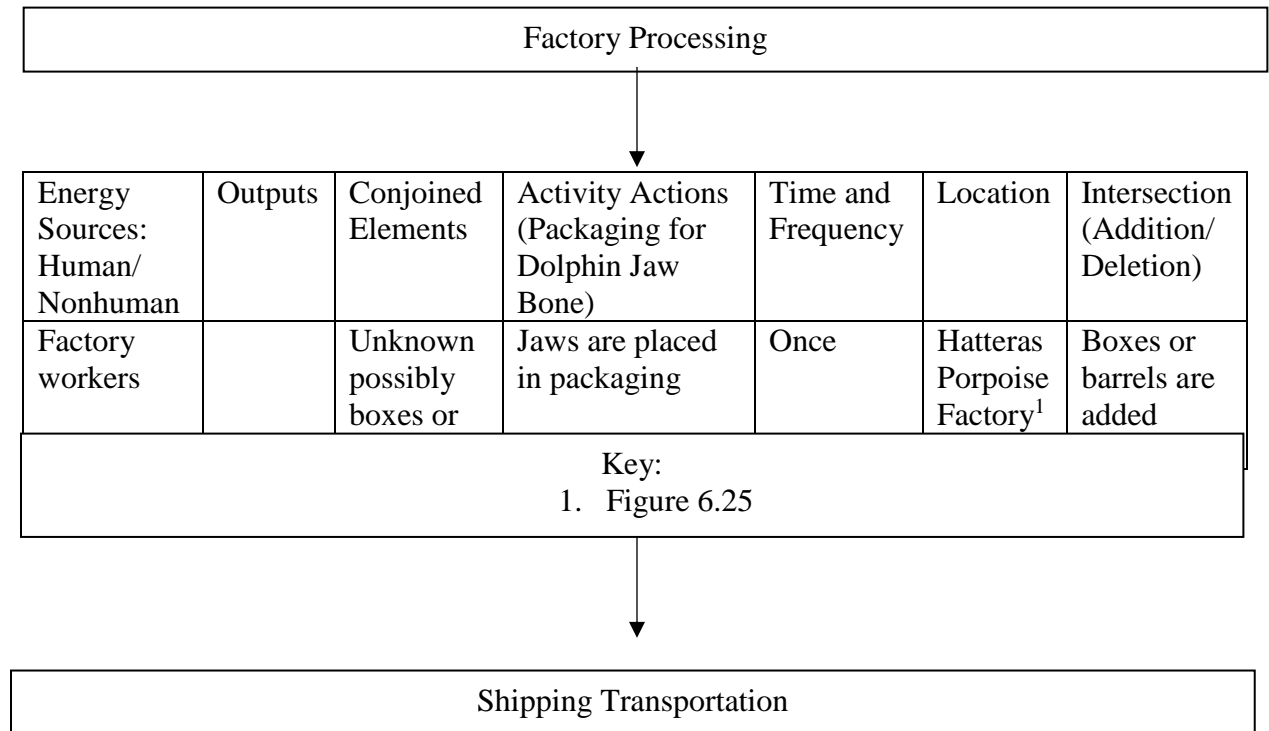 Factory Processing
Energy
Sources:
Human/
Nonhuman
Outputs
Conjoined
Elements
Activity Actions
(Packaging for
Dolphin Jaw
Bone)
Time and
Frequency
Location
Intersection
(Addition/
Deletion)
Factory
workers
Unknown
possibly
boxes or
Jaws are placed
in packaging
Once
Hatteras
Porpoise
Factory¹
Boxes or
barrels are
added
Key:
1. Figure 6.25
Shipping Transportation